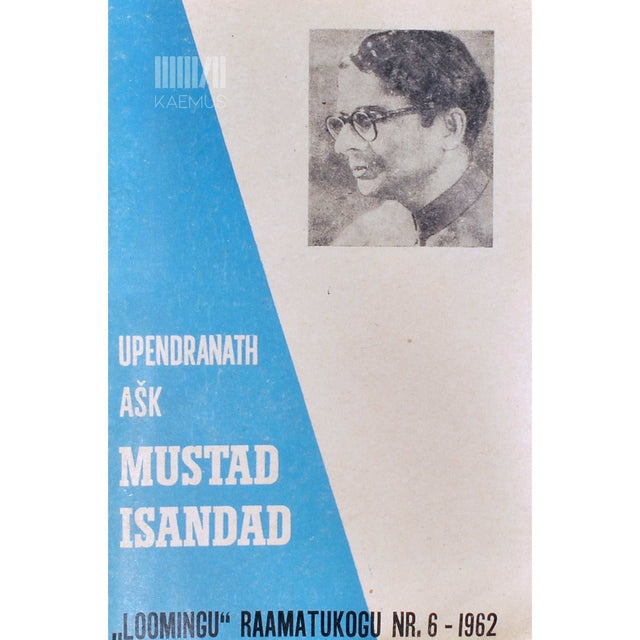 KAEMUS
UPENDRANATH
AŠK
MUSTAD
ISANDAD
„LOOMINGU“ RAAMATUKOGU NR. 6 – 1962